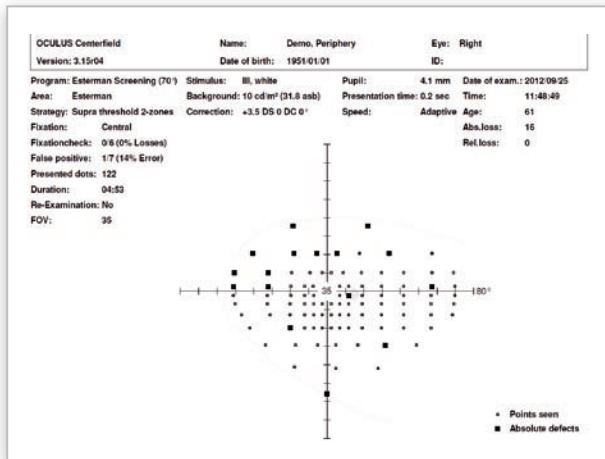 OCULUS Centerfield Name: Demo, Periphery Eye: Right
Version: 3.15r04 Date of birth: 1951/01/01 ID:
Program: Esterman Screening (70°) Stimulus: III, white Pupil: 4.1 mm Date of exam.: 2012/09/25
Area: Esterman Background: 10 cd/m² (31.8 asb) Presentation time: 0.2 sec Time: 11:48:49
Strategy: Supra threshold 2-zones Correction: +3.5 DS 0 DC 0° Speed: Adaptive Age: 61
Fixation: Central Abs.loss: 16
Fixationcheck: 0/6 (0% Losses) Rel.loss: 0
False positive: 1/7 (14% Error)
Presented dots: 122
Duration: 04:53
Re-Examination: No
FOV: 35
35 80°
Points seen
Absolute defects